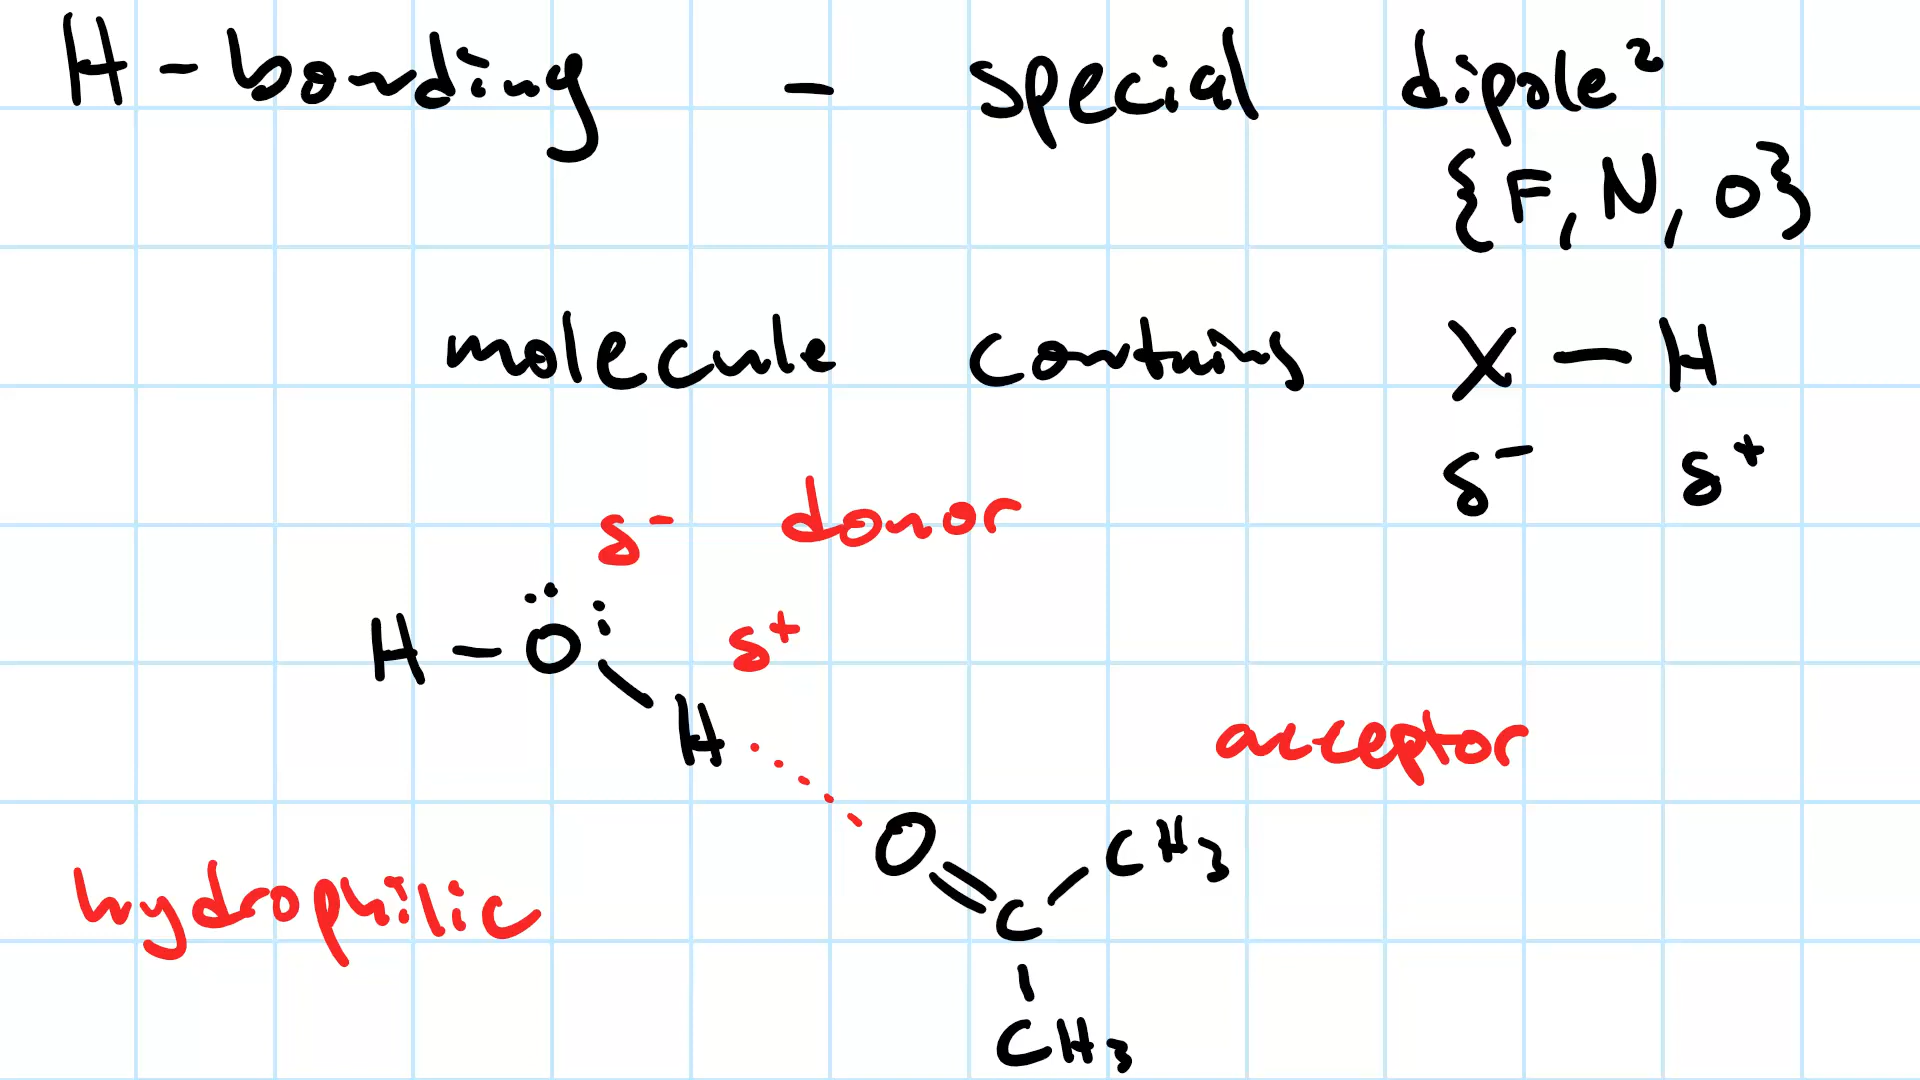 H-bonding - special dipole²
{F, N, O}
molecule contains X-H
δ⁻ δ⁺
δ⁻ donor
H-O
δ⁺
H
acceptor
O
CH₃
hydrophilic
C
CH₃